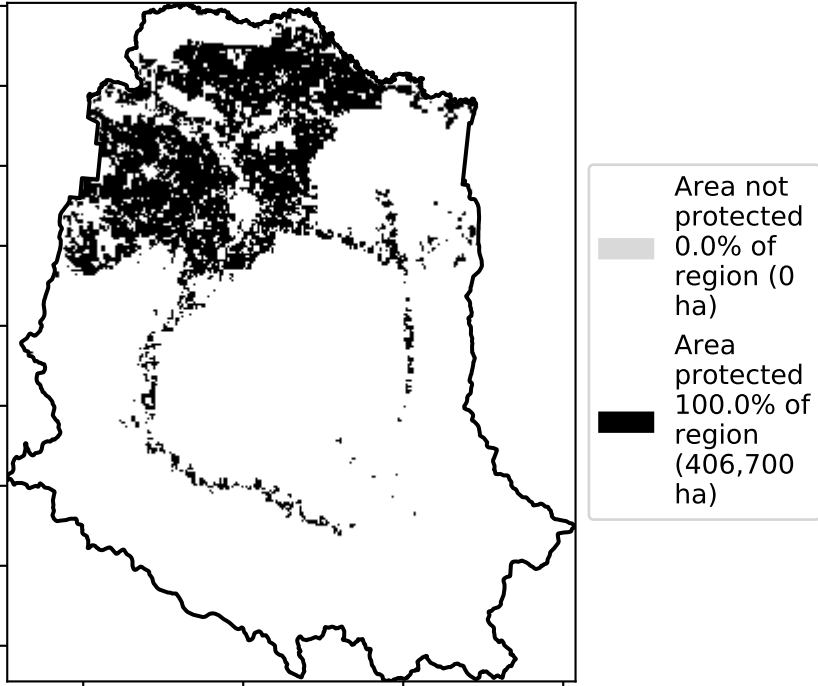 Area not
protected
0.0% of
region (0
ha)
Area
protected
100.0% of
region
(406,700
ha)